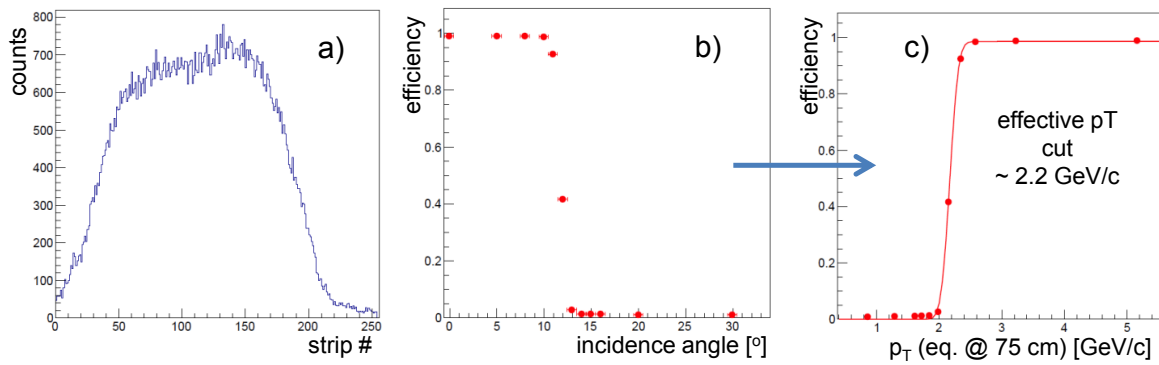 a)
counts
800
700
600
500
400
300
200
100
0
0 50 100 150 200 250
strip #
b)
efficiency
1
0.8
0.6
0.4
0.2
0
0 5 10 15 20 25 30
incidence angle [°]
c)
efficiency
1
0.8
0.6
0.4
0.2
0
effective pT
cut
~ 2.2 GeV/c
1 2 3 4 5
p_T (eq. @ 75 cm) [GeV/c]